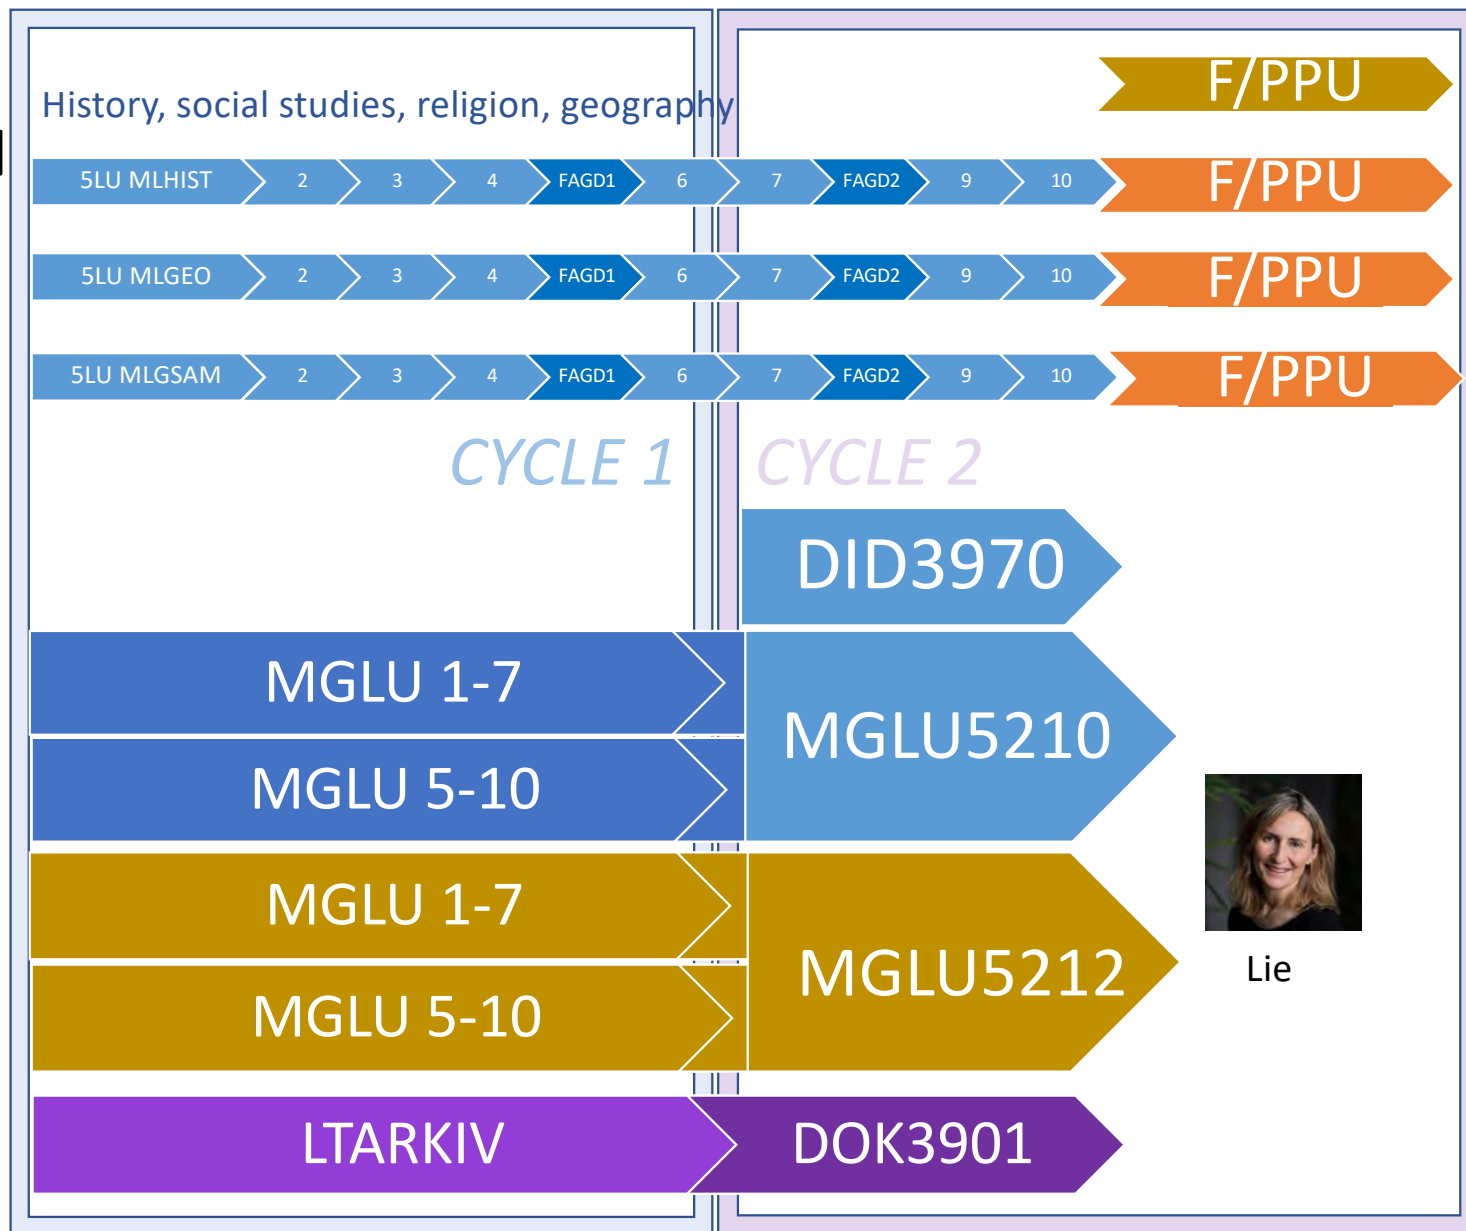 F/PPU
History, social studies, religion, geography
5LU MLHIST 2 3 4 FAGD1 6 7 FAGD2 9 10 F/PPU
5LU MLGEO 2 3 4 FAGD1 6 7 FAGD2 9 10 F/PPU
5LU MLGSAM 2 3 4 FAGD1 6 7 FAGD2 9 10 F/PPU
CYCLE 1 CYCLE 2
DID3970
MGLU 1-7
MGLU5210
MGLU 5-10
MGLU 1-7
MGLU5212
Lie
MGLU 5-10
LTARKIV DOK3901